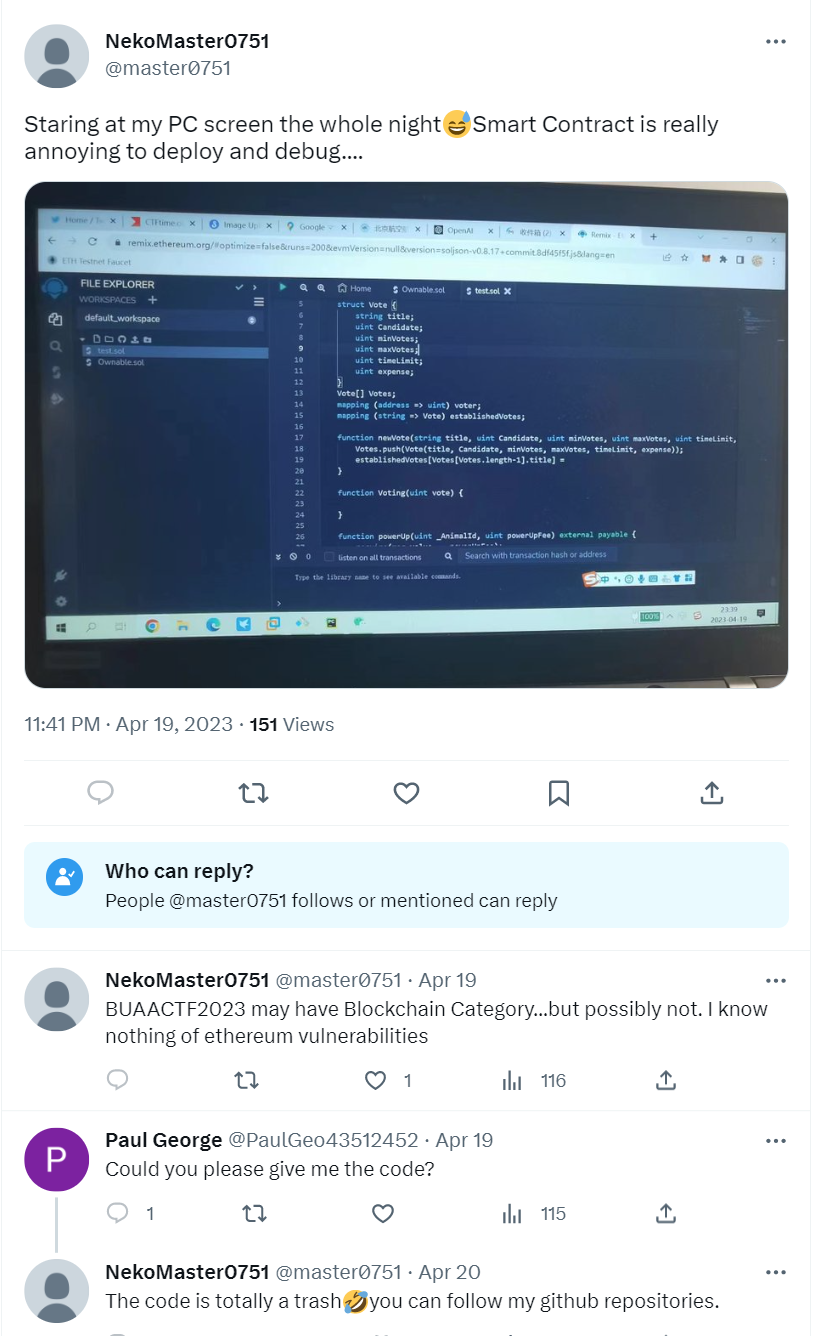 NekoMaster0751
@master0751
Staring at my PC screen the whole night😅Smart Contract is really
annoying to deploy and debug....
Home / Tw
CTFtime
Image Up
Google
OpenAI
收件箱 (2)
Remix
remix.ethereum.org/#optimize=false&runs=200&evmVersion=null&version=soljson-v0.8.17+commit.8df45f5f.js&lang=en
ETH Testnet Faucet
FILE EXPLORER
WORKSPACES +
default_workspace
test.sol
Ownable.sol
Home
Ownable.sol
test.sol
5 struct Vote {
6 string title;
7 uint Candidate;
8 uint minVotes;
9 uint maxVotes;
10 uint timeLimit;
11 uint expense;
12 }
13 Vote[] Votes;
14 mapping (address => uint) voter;
15 mapping (string => Vote) establishedVotes;
16
17 function newVote(string title, uint Candidate, uint minVotes, uint maxVotes, uint timeLimit,
18 Votes.push(Vote(title, Candidate, minVotes, maxVotes, timeLimit, expense));
19 establishedVotes[Votes[Votes.length-1].title] =
20 }
21
22 function Voting(uint vote) {
23
24 }
25
26 function powerUp(uint _AnimalId, uint powerUpFee) external payable {
0
listen on all transactions
Search with transaction hash or address
Type the library name to see available commands.
>
中
100%
23:39
2023-04-19
11:41 PM · Apr 19, 2023 · 151 Views
Who can reply?
People @master0751 follows or mentioned can reply
NekoMaster0751 @master0751 · Apr 19
BUAACTF2023 may have Blockchain Category...but possibly not. I know
nothing of ethereum vulnerabilities
1 116
P
Paul George @PaulGeo43512452 · Apr 19
Could you please give me the code?
1 115
NekoMaster0751 @master0751 · Apr 20
The code is totally a trash🤣you can follow my github repositories.